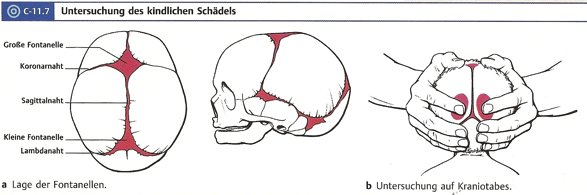 C-11.7 Untersuchung des kindlichen Schädels
Große Fontanelle
Koronarnaht
Sagittalnaht
Kleine Fontanelle
Lambdanaht
a Lage der Fontanellen.
b Untersuchung auf Kraniotabes.